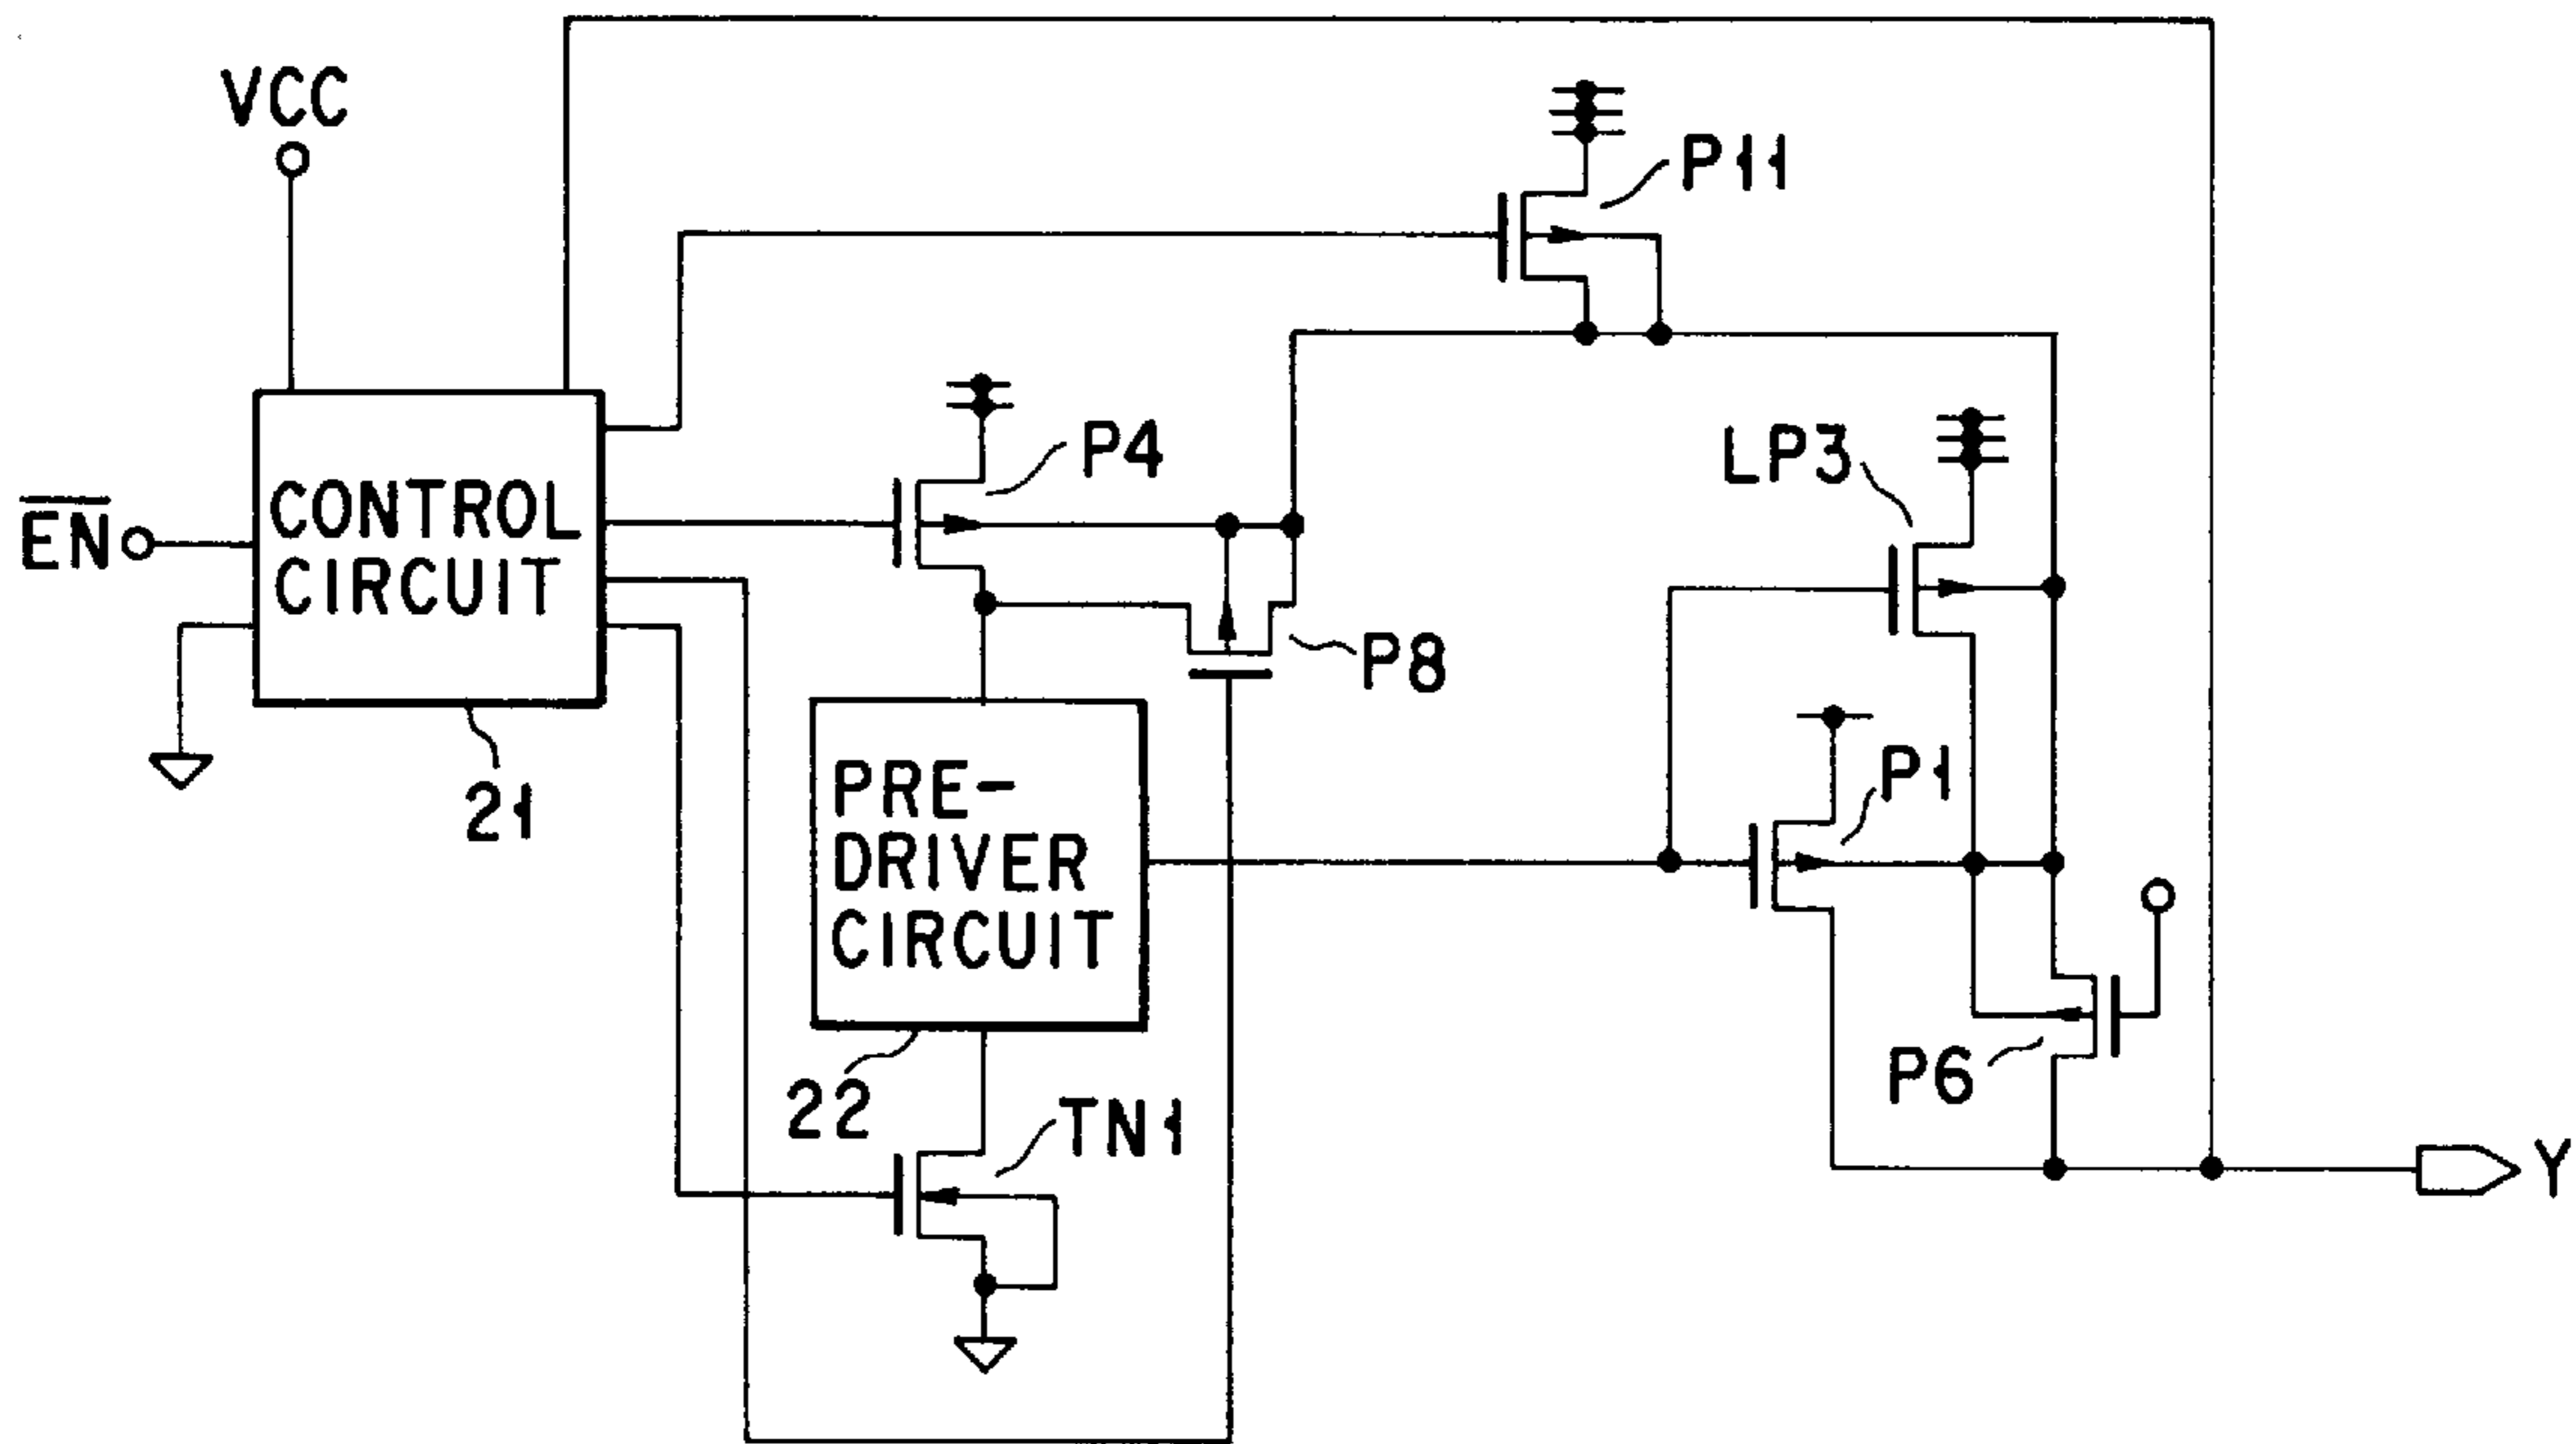 VCC
P11
P4
LP3
EN
CONTROL
CIRCUIT
P8
21
PRE-
DRIVER
CIRCUIT
P1
22
TN1
P6
Y